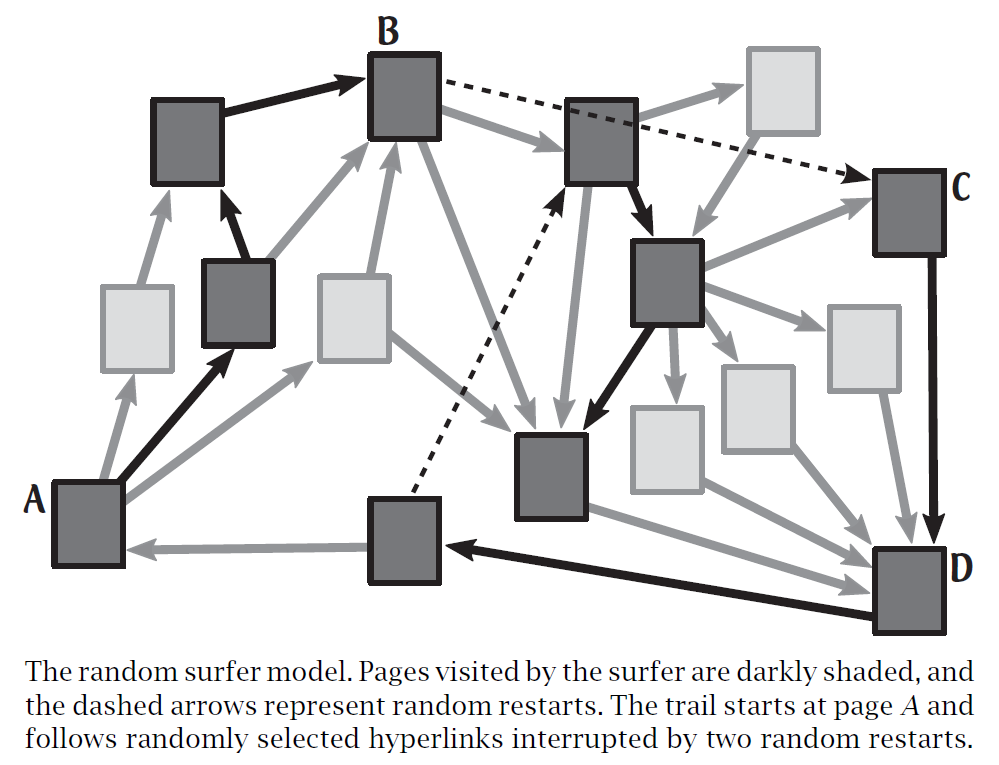 B
C
A
D
The random surfer model. Pages visited by the surfer are darkly shaded, and
the dashed arrows represent random restarts. The trail starts at page A and
follows randomly selected hyperlinks interrupted by two random restarts.